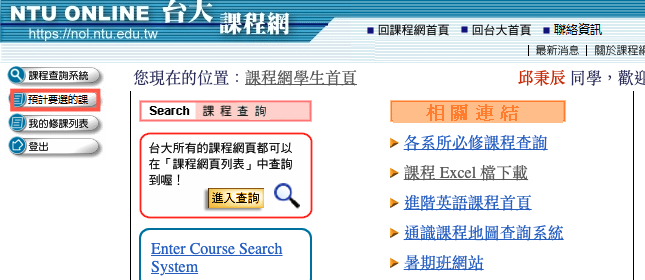 NTU ONLINE 台大課程網
https://nol.ntu.edu.tw
回課程網首頁 回台大首頁 聯絡資訊
| 最新消息 | 關於課程網
課程查詢系統
預計要選的課
我的修課列表
登出
您現在的位置：課程網學生首頁
邱秉辰 同學，歡迎
Search 課 程 查 詢
台大所有的課程網頁都可以
在「課程網頁列表」中查詢
到喔！
進入查詢
Enter Course Search
System
相 關 連 結
各系所必修課程查詢
課程 Excel 檔下載
進階英語課程首頁
通識課程地圖查詢系統
暑期班網站